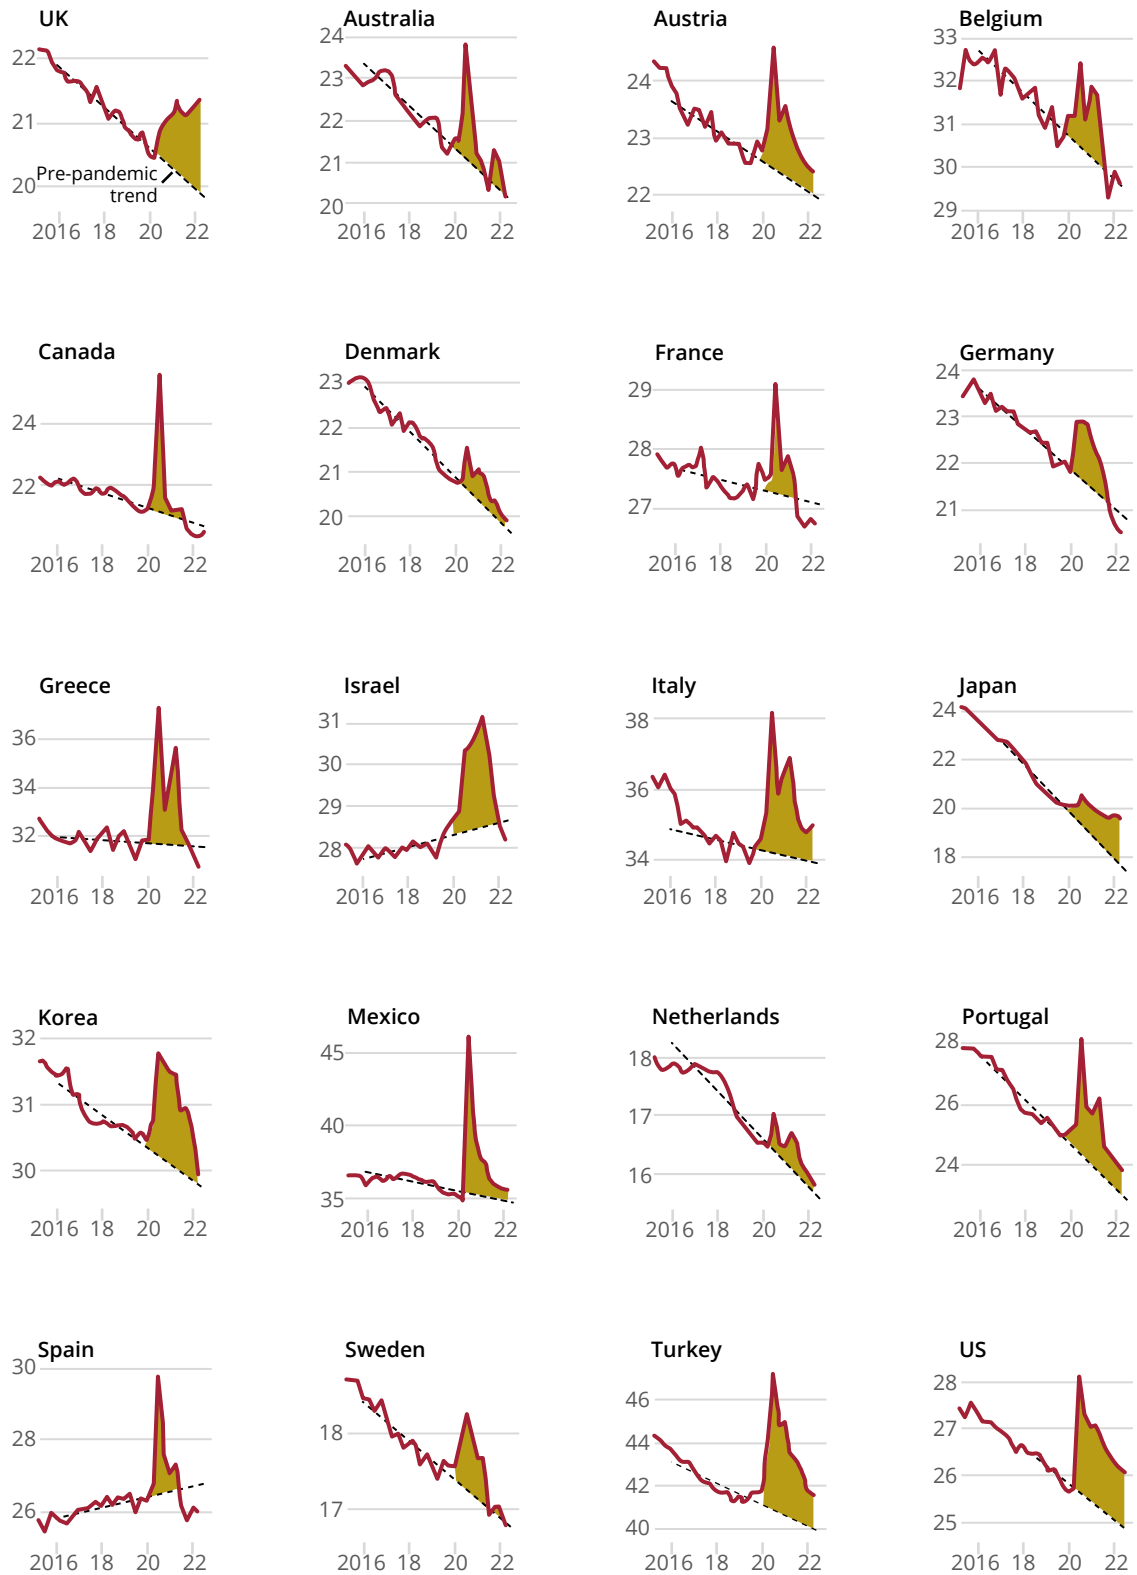 UK
22
21
20
Pre-pandemic
trend
2016 18 20 22
Australia
24
23
22
21
20
2016 18 20 22
Austria
24
23
22
2016 18 20 22
Belgium
33
32
31
30
29
2016 18 20 22
Canada
24
22
2016 18 20 22
Denmark
23
22
21
20
2016 18 20 22
France
29
28
27
2016 18 20 22
Germany
24
23
22
21
2016 18 20 22
Greece
36
34
32
2016 18 20 22
Israel
31
30
29
28
2016 18 20 22
Italy
38
36
34
2016 18 20 22
Japan
24
22
20
18
2016 18 20 22
Korea
32
31
30
2016 18 20 22
Mexico
45
40
35
2016 18 20 22
Netherlands
18
17
16
2016 18 20 22
Portugal
28
26
24
2016 18 20 22
Spain
30
28
26
2016 18 20 22
Sweden
18
17
2016 18 20 22
Turkey
46
44
42
40
2016 18 20 22
US
28
27
26
25
2016 18 20 22